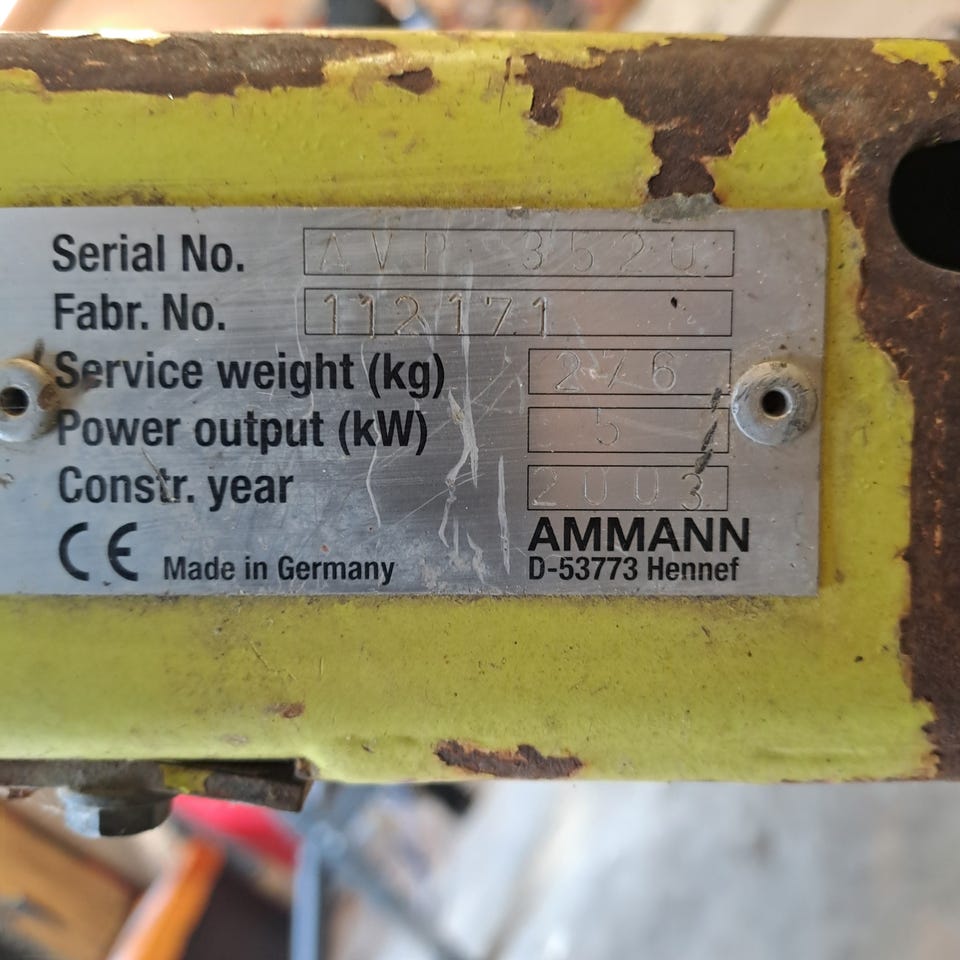 Serial No. AVP 3520
Fabr. No. 112171
Service weight (kg) 276
Power output (kW) 5
Constr. year 2003
CE Made in Germany
AMMANN
D-53773 Hennef